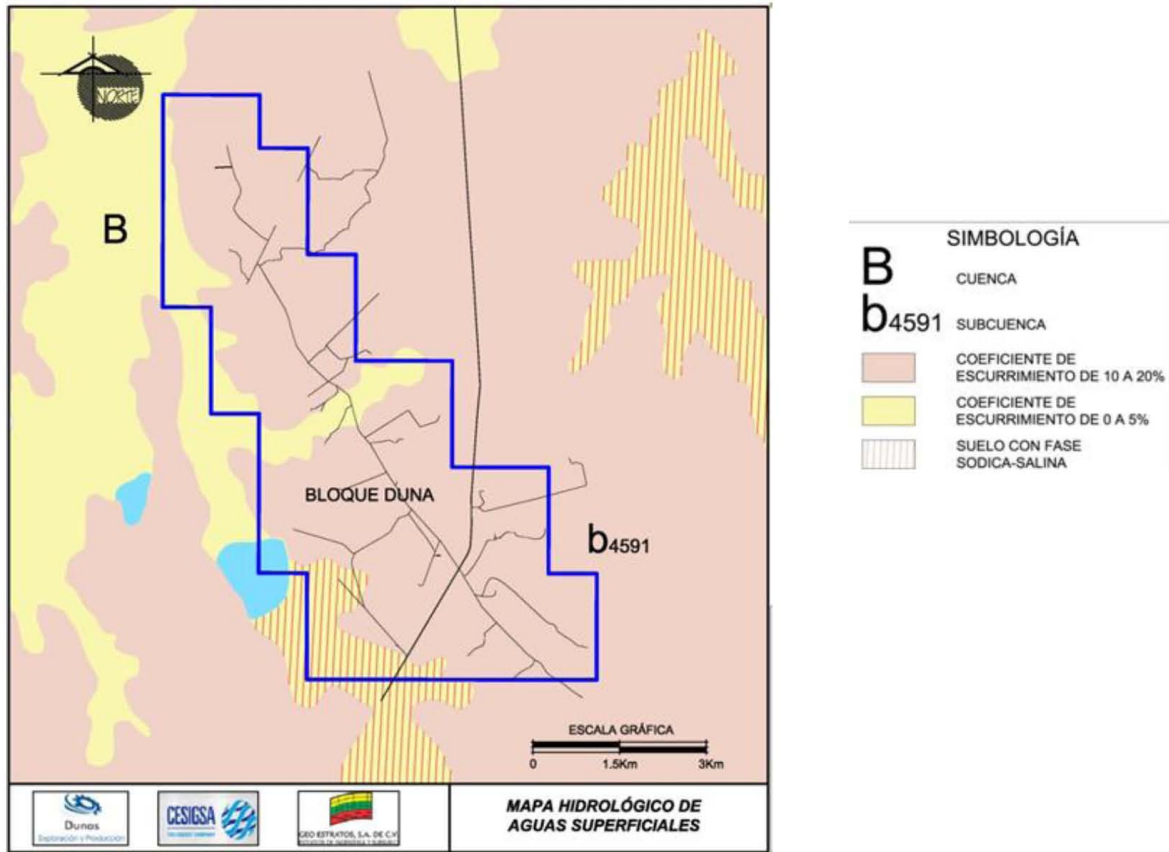 NORTE
B
BLOQUE DUNA
b4591
ESCALA GRÁFICA
0 1.5Km 3Km
Dunas
Exploración y Producción
CESIGSA
GEO ESTRATOS, S.A. DE C.V
MAPA HIDROLÓGICO DE
AGUAS SUPERFICIALES
SIMBOLOGÍA
B CUENCA
b4591 SUBCUENCA
COEFICIENTE DE
ESCURRIMIENTO DE 10 A 20%
COEFICIENTE DE
ESCURRIMIENTO DE 0 A 5%
SUELO CON FASE
SODICA-SALINA